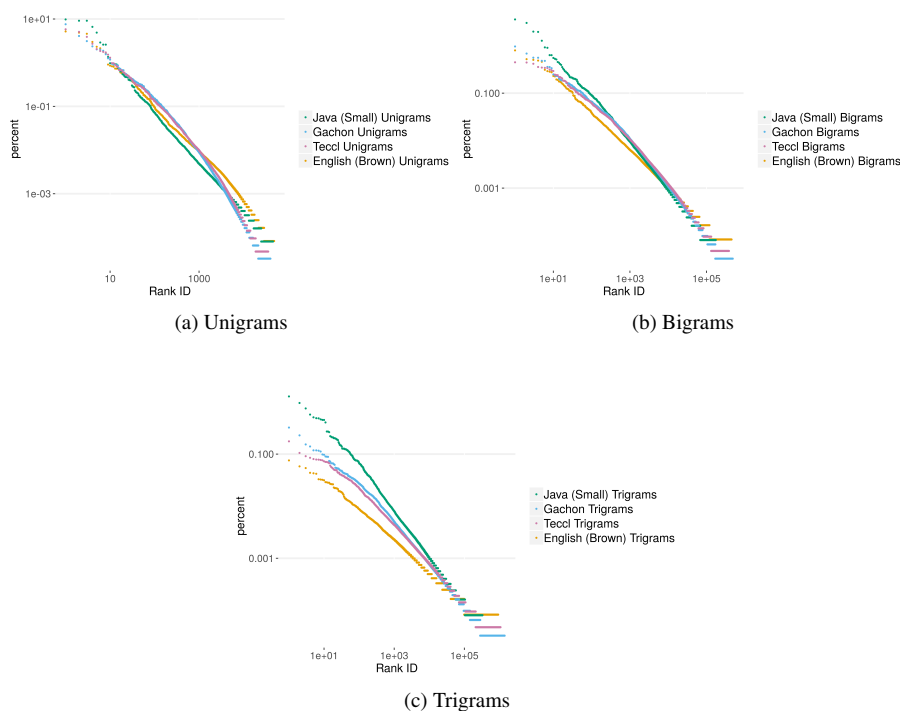 1e+01
1e-01
1e-03
percent
10
1000
Rank ID
Java (Small) Unigrams
Gachon Unigrams
Teccl Unigrams
English (Brown) Unigrams
(a) Unigrams
0.100
0.001
percent
1e+01
1e+03
1e+05
Rank ID
Java (Small) Bigrams
Gachon Bigrams
Teccl Bigrams
English (Brown) Bigrams
(b) Bigrams
0.100
0.001
percent
1e+01
1e+03
1e+05
Rank ID
Java (Small) Trigrams
Gachon Trigrams
Teccl Trigrams
English (Brown) Trigrams
(c) Trigrams